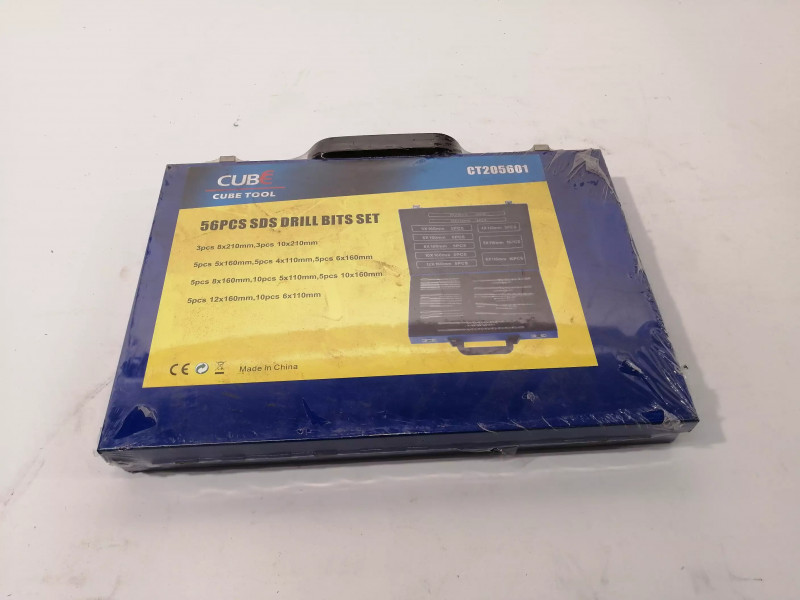 CUBE
CUBE TOOL
CT205601
56PCS SDS DRILL BITS SET
3pcs 8x210mm,3pcs 10x210mm
5pcs 5x160mm,5pcs 4x110mm,5pcs 6x160mm
5pcs 8x160mm,10pcs 5x110mm,5pcs 10x160mm
5pcs 12x160mm,10pcs 6x110mm
CE
Made In China